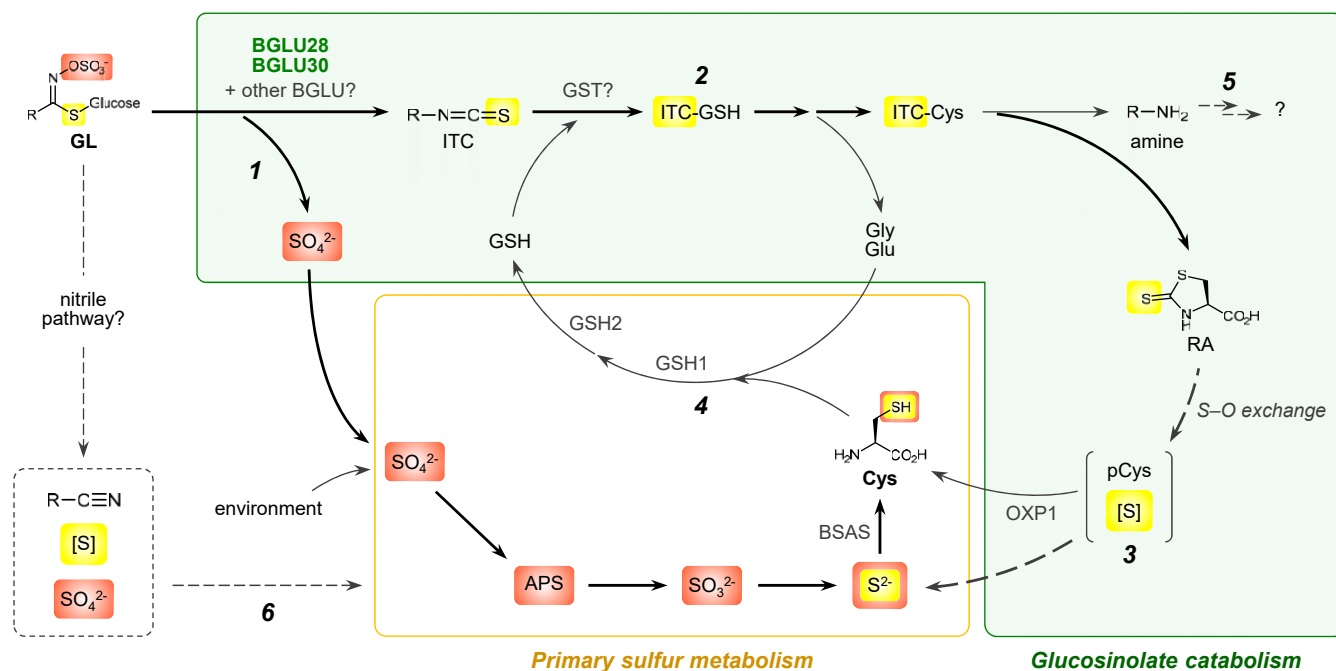 BGLU28
BGLU30
+ other BGLU?
OSO₃⁻
N
R
S
Glucose
GL
1
R–N=C=S
ITC
GST?
2
ITC-GSH
ITC-Cys
R–NH₂
amine
5
?
SO₄²⁻
GSH
Gly
Glu
nitrile
pathway?
S
S
N
H
CO₂H
RA
GSH2
GSH1
4
S–O exchange
SH
H₂N
CO₂H
Cys
SO₄²⁻
environment
pCys
[S]
3
OXP1
BSAS
R–C≡N
[S]
SO₄²⁻
6
APS
SO₃²⁻
S²⁻
Primary sulfur metabolism
Glucosinolate catabolism